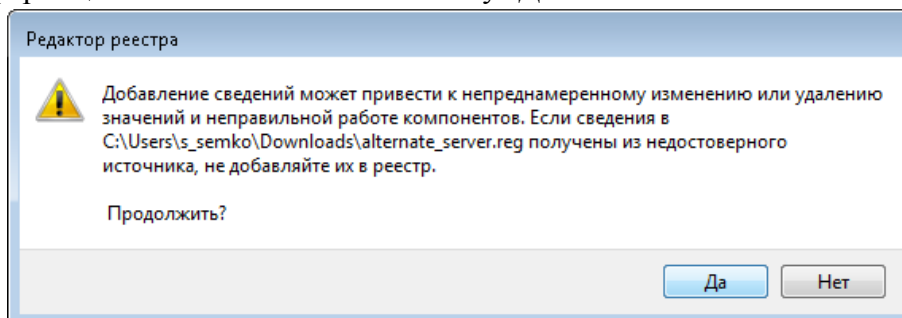 Редактор реестра
Добавление сведений может привести к непреднамеренному изменению или удалению
значений и неправильной работе компонентов. Если сведения в
C:\Users\s_semko\Downloads\alternate_server.reg получены из недостоверного
источника, не добавляйте их в реестр.
Продолжить?
Да
Нет